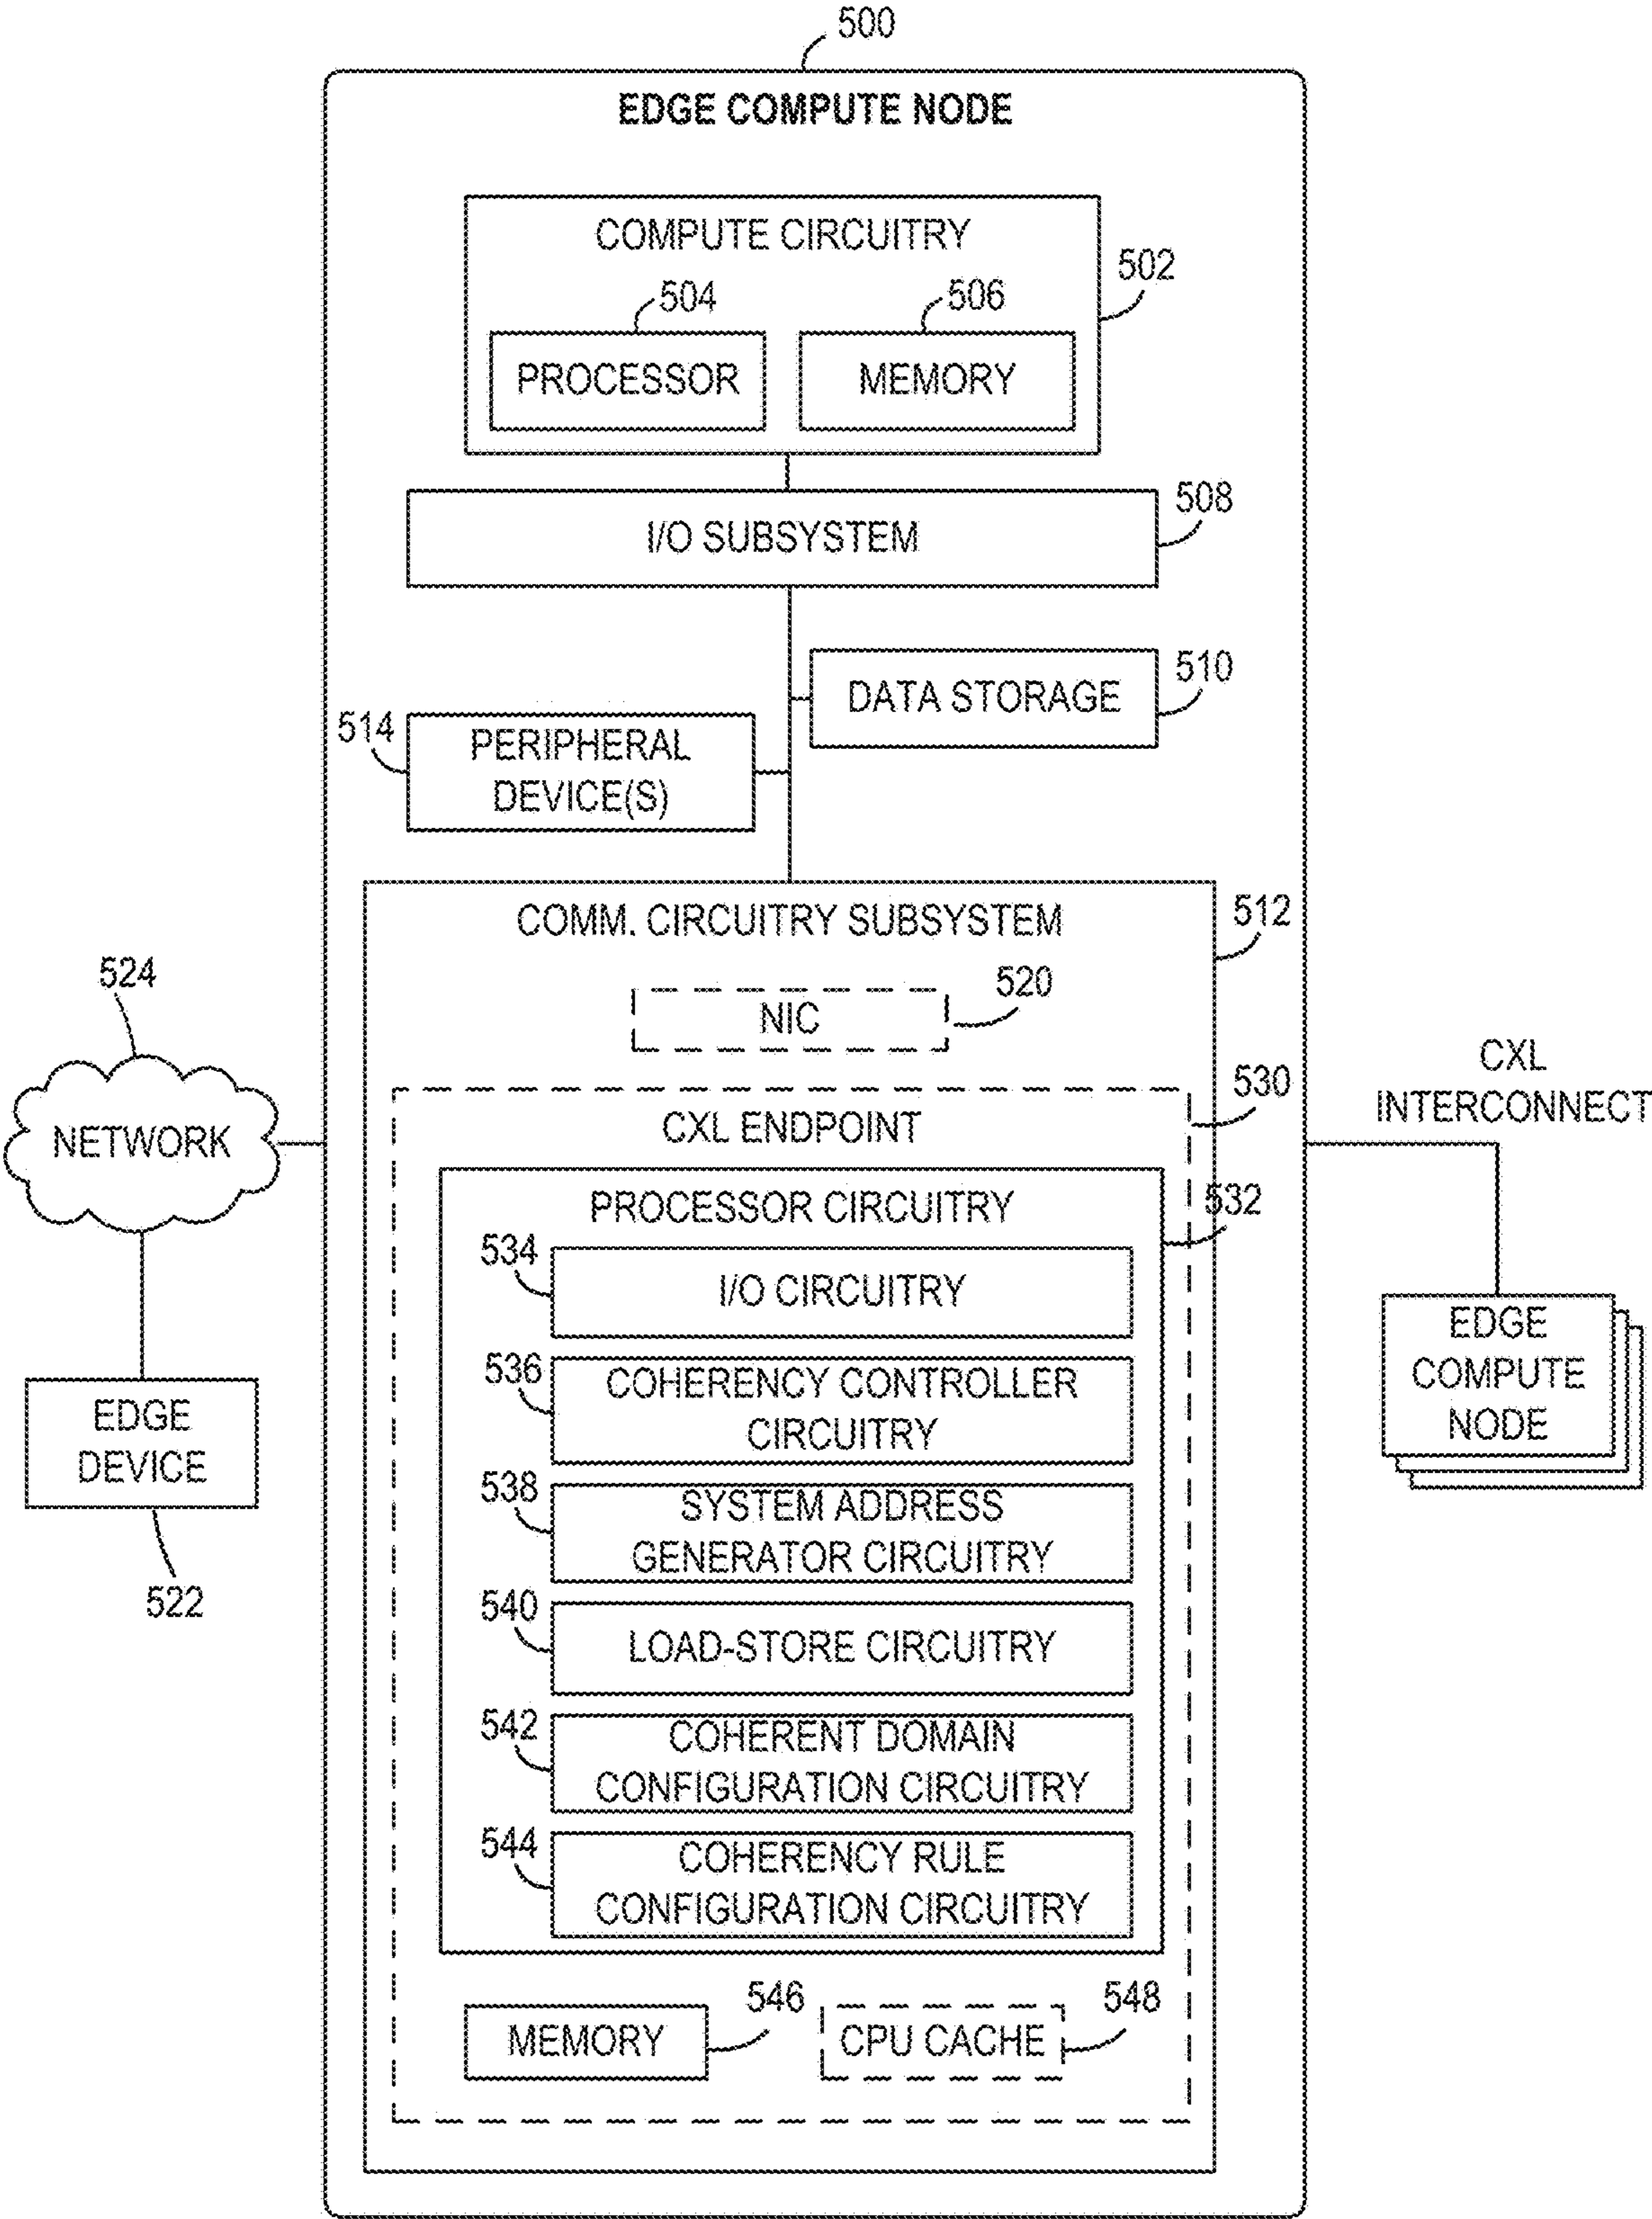 500
EDGE COMPUTE NODE
COMPUTE CIRCUITRY
502
504
506
PROCESSOR
MEMORY
508
I/O SUBSYSTEM
510
DATA STORAGE
514
PERIPHERAL
DEVICE(S)
512
COMM. CIRCUITRY SUBSYSTEM
520
NIC
524
NETWORK
CXL
INTERCONNECT
530
CXL ENDPOINT
532
PROCESSOR CIRCUITRY
534
I/O CIRCUITRY
536
COHERENCY CONTROLLER
CIRCUITRY
EDGE
COMPUTE
NODE
EDGE
DEVICE
522
538
SYSTEM ADDRESS
GENERATOR CIRCUITRY
540
LOAD-STORE CIRCUITRY
542
COHERENT DOMAIN
CONFIGURATION CIRCUITRY
544
COHERENCY RULE
CONFIGURATION CIRCUITRY
546
MEMORY
548
CPU CACHE